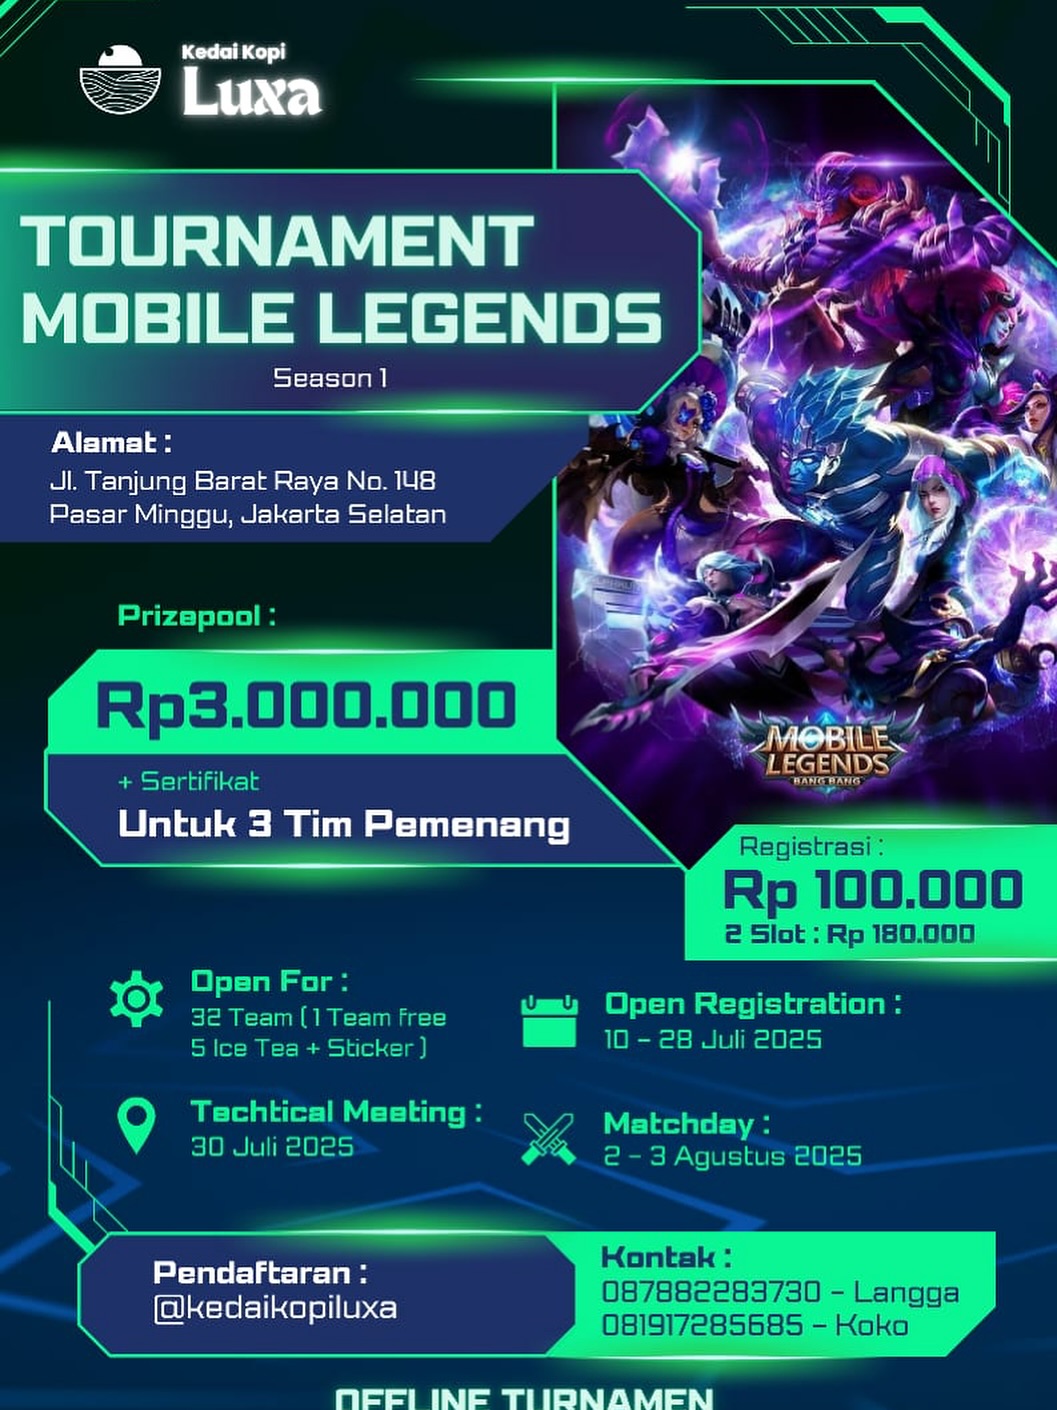 Kedai Kopi
Luxa
TOURNAMENT
MOBILE LEGENDS
Season 1
Alamat :
Jl. Tanjung Barat Raya No. 148
Pasar Minggu, Jakarta Selatan
Prizepool :
Rp3.000.000
+ Sertifikat
Untuk 3 Tim Pemenang
MOBILE
LEGENDS
BANG BANG
Registrasi :
Rp 100.000
2 Slot : Rp 180.000
Open For :
32 Team ( 1 Team free
5 Ice Tea + Sticker )
Open Registration :
10 - 28 Juli 2025
Techtical Meeting :
30 Juli 2025
Matchday :
2 - 3 Agustus 2025
Pendaftaran :
@kedaikopiluxa
Kontak :
087882283730 - Langga
081917285685 - Koko
OFFLINE TURNAMEN